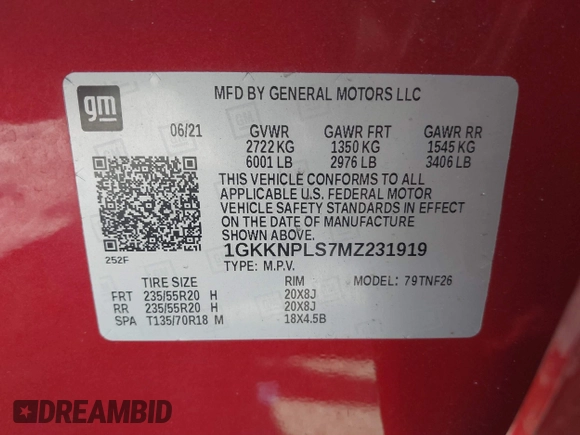 gm
MFD BY GENERAL MOTORS LLC
06/21 GVWR GAWR FRT GAWR RR
2722 KG 1350 KG 1545 KG
6001 LB 2976 LB 3406 LB
THIS VEHICLE CONFORMS TO ALL
APPLICABLE U.S. FEDERAL MOTOR
VEHICLE SAFETY STANDARDS IN EFFECT
ON THE DATE OF MANUFACTURE
SHOWN ABOVE.
252F
1GKKNPLS7MZ231919
TYPE: M.P.V. MODEL: 79TNF26
TIRE SIZE RIM
FRT 235/55R20 H 20X8J
RR 235/55R20 H 20X8J
SPA T135/70R18 M 18X4.5B
DREAMBID